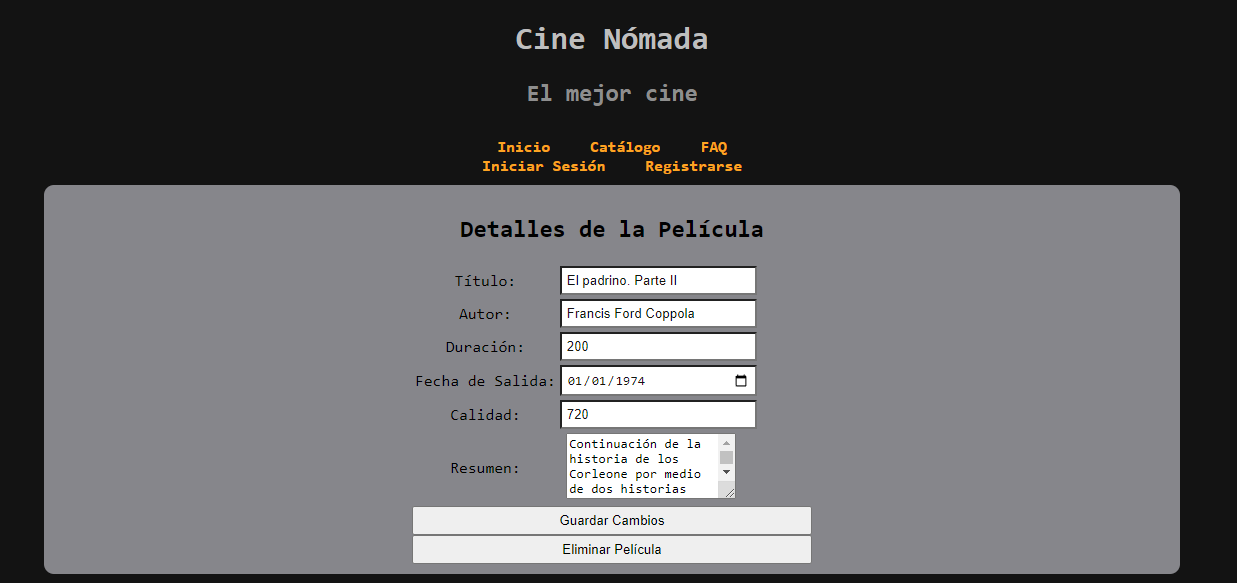 Cine Nómada
El mejor cine
Inicio Catálogo FAQ
Iniciar Sesión Registrarse
Detalles de la Película
Título: El padrino. Parte II
Autor: Francis Ford Coppola
Duración: 200
Fecha de Salida: 01/01/1974
Calidad: 720
Resumen: Continuación de la
historia de los
Corleone por medio
de dos historias
Guardar Cambios
Eliminar Película